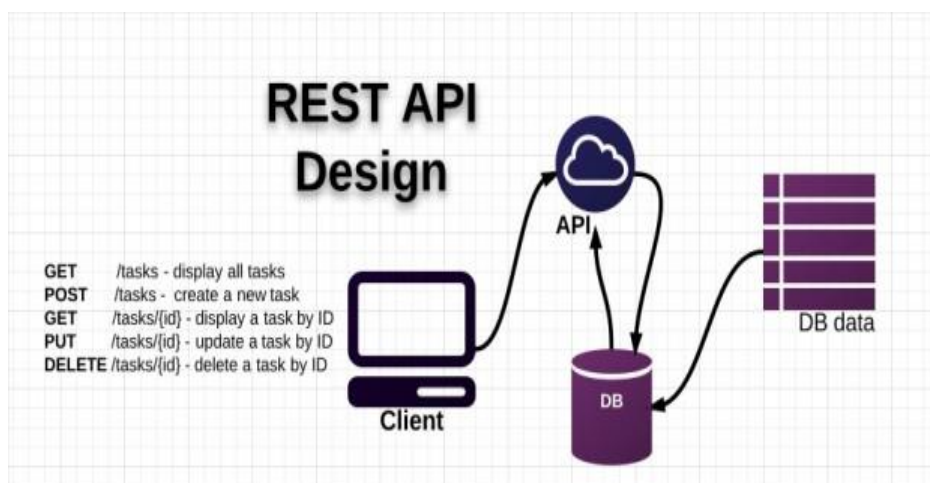 REST API
Design
API
GET /tasks - display all tasks
POST /tasks - create a new task
GET /tasks/{id} - display a task by ID
PUT /tasks/{id} - update a task by ID
DELETE /tasks/{id} - delete a task by ID
Client
DB
DB data